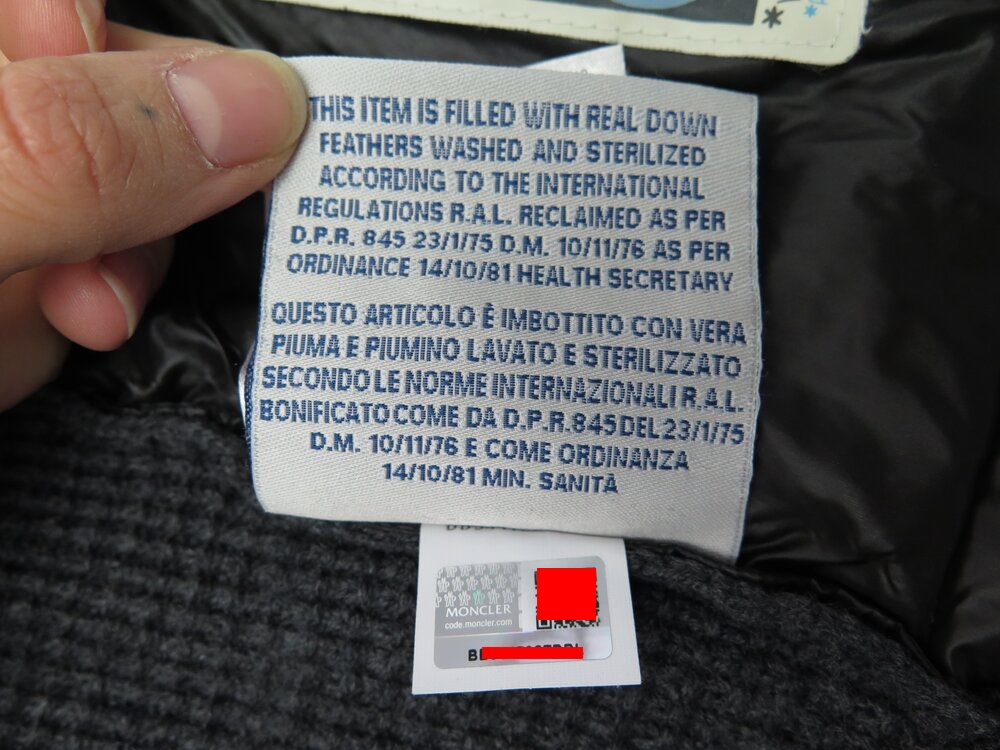 THIS ITEM IS FILLED WITH REAL DOWN
FEATHERS WASHED AND STERILIZED
ACCORDING TO THE INTERNATIONAL
REGULATIONS R.A.L. RECLAIMED AS PER
D.P.R. 845 23/1/75 D.M. 10/11/76 AS PER
ORDINANCE 14/10/81 HEALTH SECRETARY
QUESTO ARTICOLO È IMBOTTITO CON VERA
PIUMA E PIUMINO LAVATO E STERILIZZATO
SECONDO LE NORME INTERNAZIONALI R.A.L.
BONIFICATO COME DA D.P.R. 845 DEL 23/1/75
D.M. 10/11/76 E COME ORDINANZA
14/10/81 MIN. SANITÀ
MONCLER
code.moncler.com